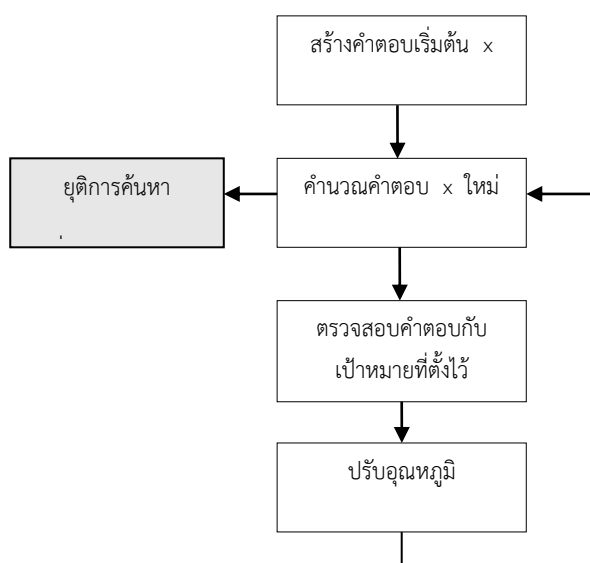 สร้างคำตอบเริ่มต้น x
ยุติการค้นหา
คำนวณคำตอบ x ใหม่
ตรวจสอบคำตอบกับ
เป้าหมายที่ตั้งไว้
ปรับอุณหภูมิ